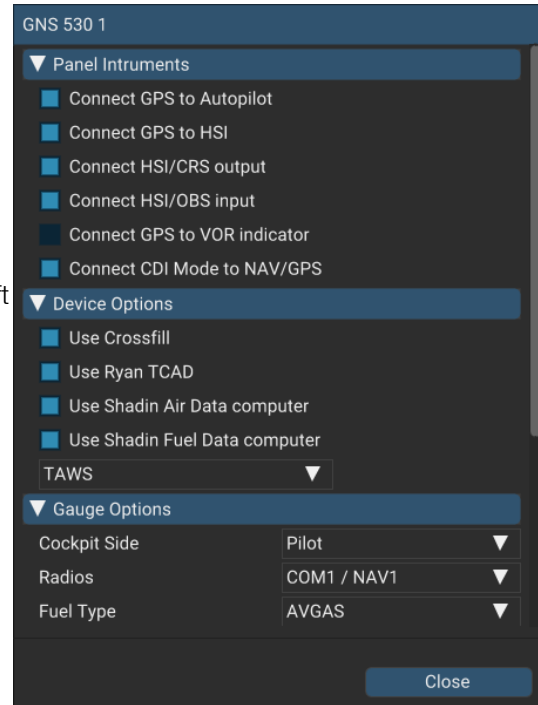 GNS 530 1
Panel Intruments
Connect GPS to Autopilot
Connect GPS to HSI
Connect HSI/CRS output
Connect HSI/OBS input
Connect GPS to VOR indicator
Connect CDI Mode to NAV/GPS
Device Options
Use Crossfill
Use Ryan TCAD
Use Shadin Air Data computer
Use Shadin Fuel Data computer
TAWS
Gauge Options
Cockpit Side Pilot
Radios COM1 / NAV1
Fuel Type AVGAS
Close